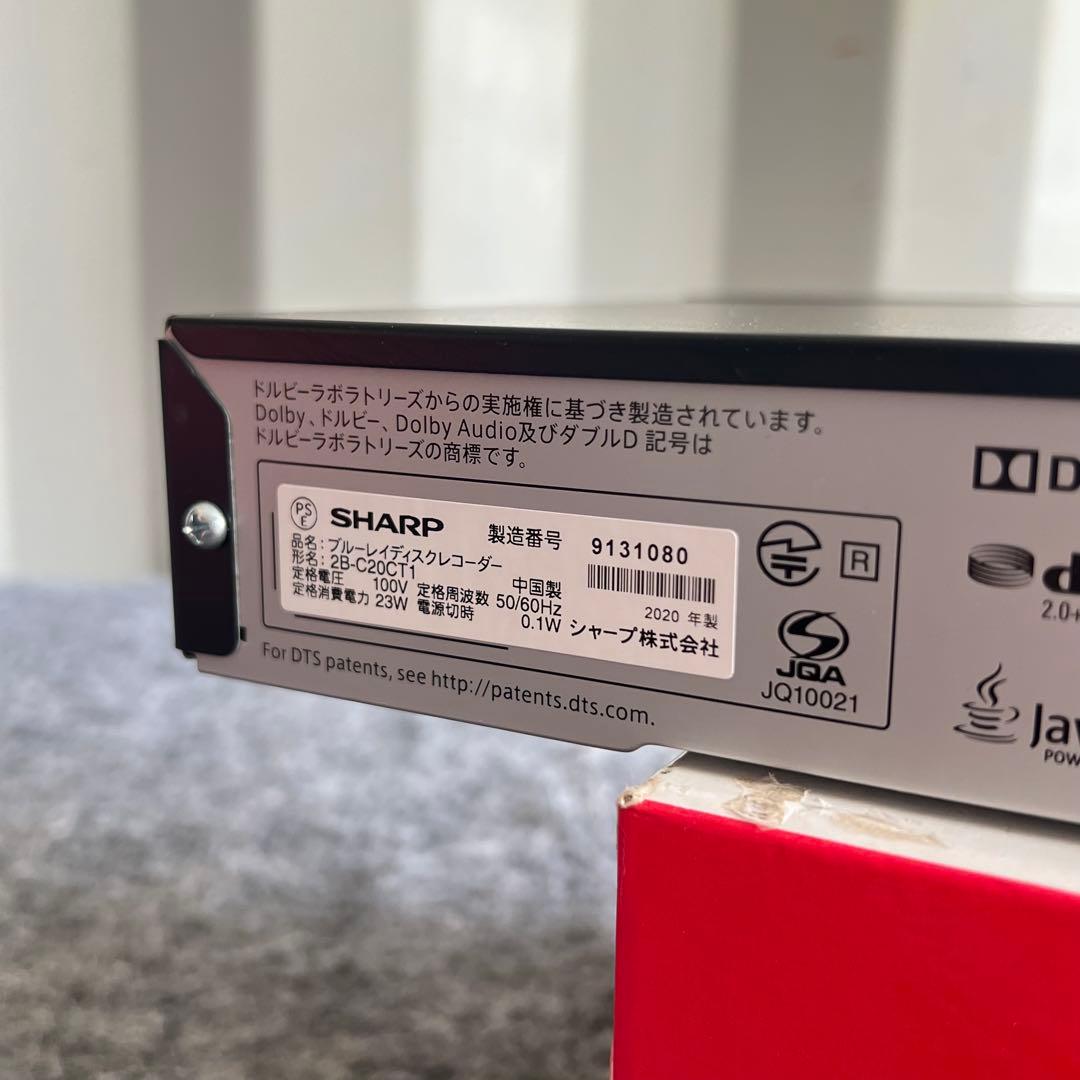 ドルビーラボラトリーズからの実施権に基づき製造されています。
Dolby、ドルビー、Dolby Audio及びダブルD 記号は
ドルビーラボラトリーズの商標です。
PS
E
SHARP
製造番号
9131080
品名：ブルーレイディスクレコーダー
形名：2B-C20CT1
中国製
定格電圧 100V 定格周波数 50/60Hz
定格消費電力 23W 電源切時 0.1W
2020 年製
シャープ株式会社
R
JQA
JQ10021
For DTS patents, see http://patents.dts.com.
D
d
2.0+
Jav
POW